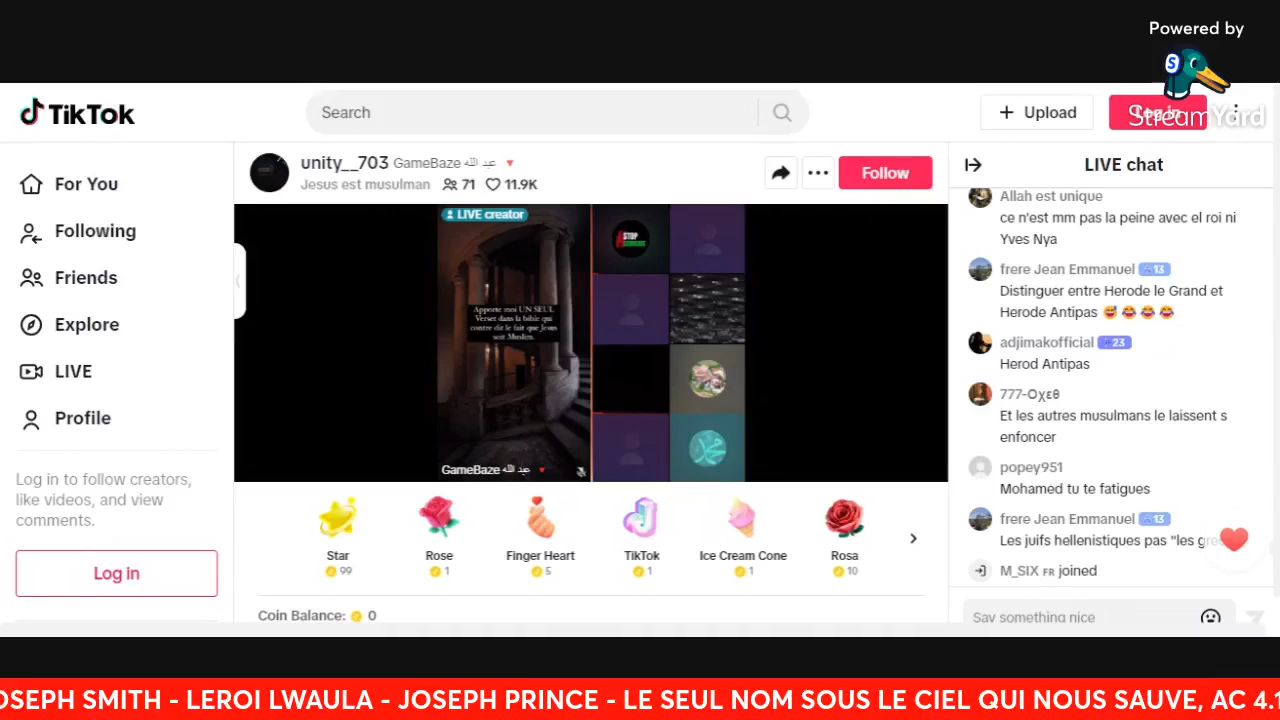 Powered by
StreamYard
TikTok
Search
Upload
Log in
For You
Following
Friends
Explore
LIVE
Profile
Log in to follow creators,
like videos, and view
comments.
Log in
unity__703 GameBaze عبد الله
Jesus est musulman 71 11.9K
Follow
LIVE creator
STOP
Apporte moi UN SEUL
Verset dans la bible qui
contre dit le fait que Jesus
soit Muslim.
GameBaze عبد الله
Star
99
Rose
1
Finger Heart
5
TikTok
1
Ice Cream Cone
1
Rosa
10
Coin Balance: 0
LIVE chat
Allah est unique
ce n'est mm pas la peine avec el roi ni
Yves Nya
frere Jean Emmanuel 13
Distinguer entre Herode le Grand et
Herode Antipas 😅 😂 😂 😂
adjimakofficial 23
Herod Antipas
777-Οχεθ
Et les autres musulmans le laissent s
enfoncer
popey951
Mohamed tu te fatigues
frere Jean Emmanuel 13
Les juifs hellenistiques pas "les gre
M_SIX FR joined
Say something nice
OSEPH SMITH - LEROI LWAULA - JOSEPH PRINCE - LE SEUL NOM SOUS LE CIEL QUI NOUS SAUVE, AC 4.1